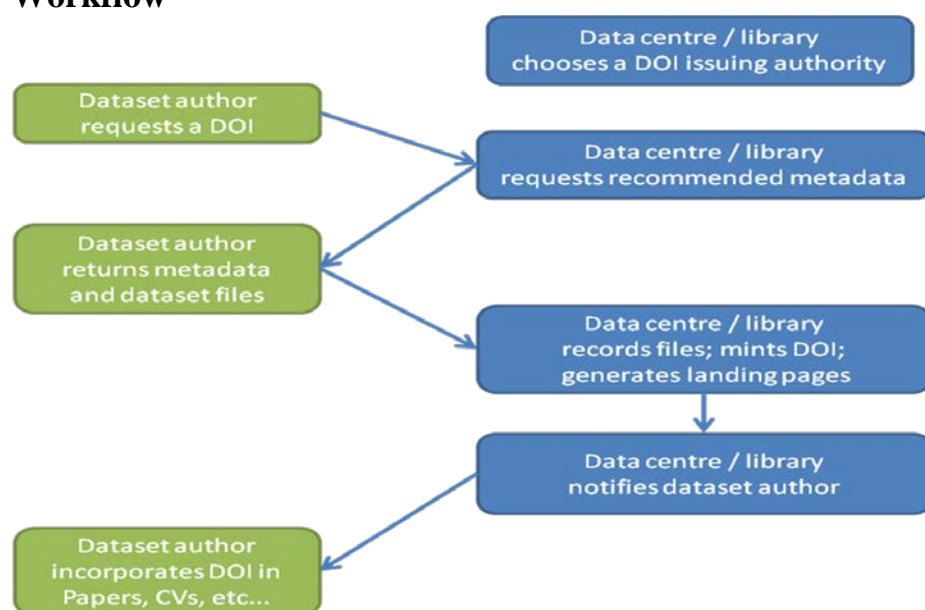 Workflow
Data centre / library
chooses a DOI issuing authority
Dataset author
requests a DOI
Data centre / library
requests recommended metadata
Dataset author
returns metadata
and dataset files
Data centre / library
records files; mints DOI;
generates landing pages
Data centre / library
notifies dataset author
Dataset author
incorporates DOI in
Papers, CVs, etc...